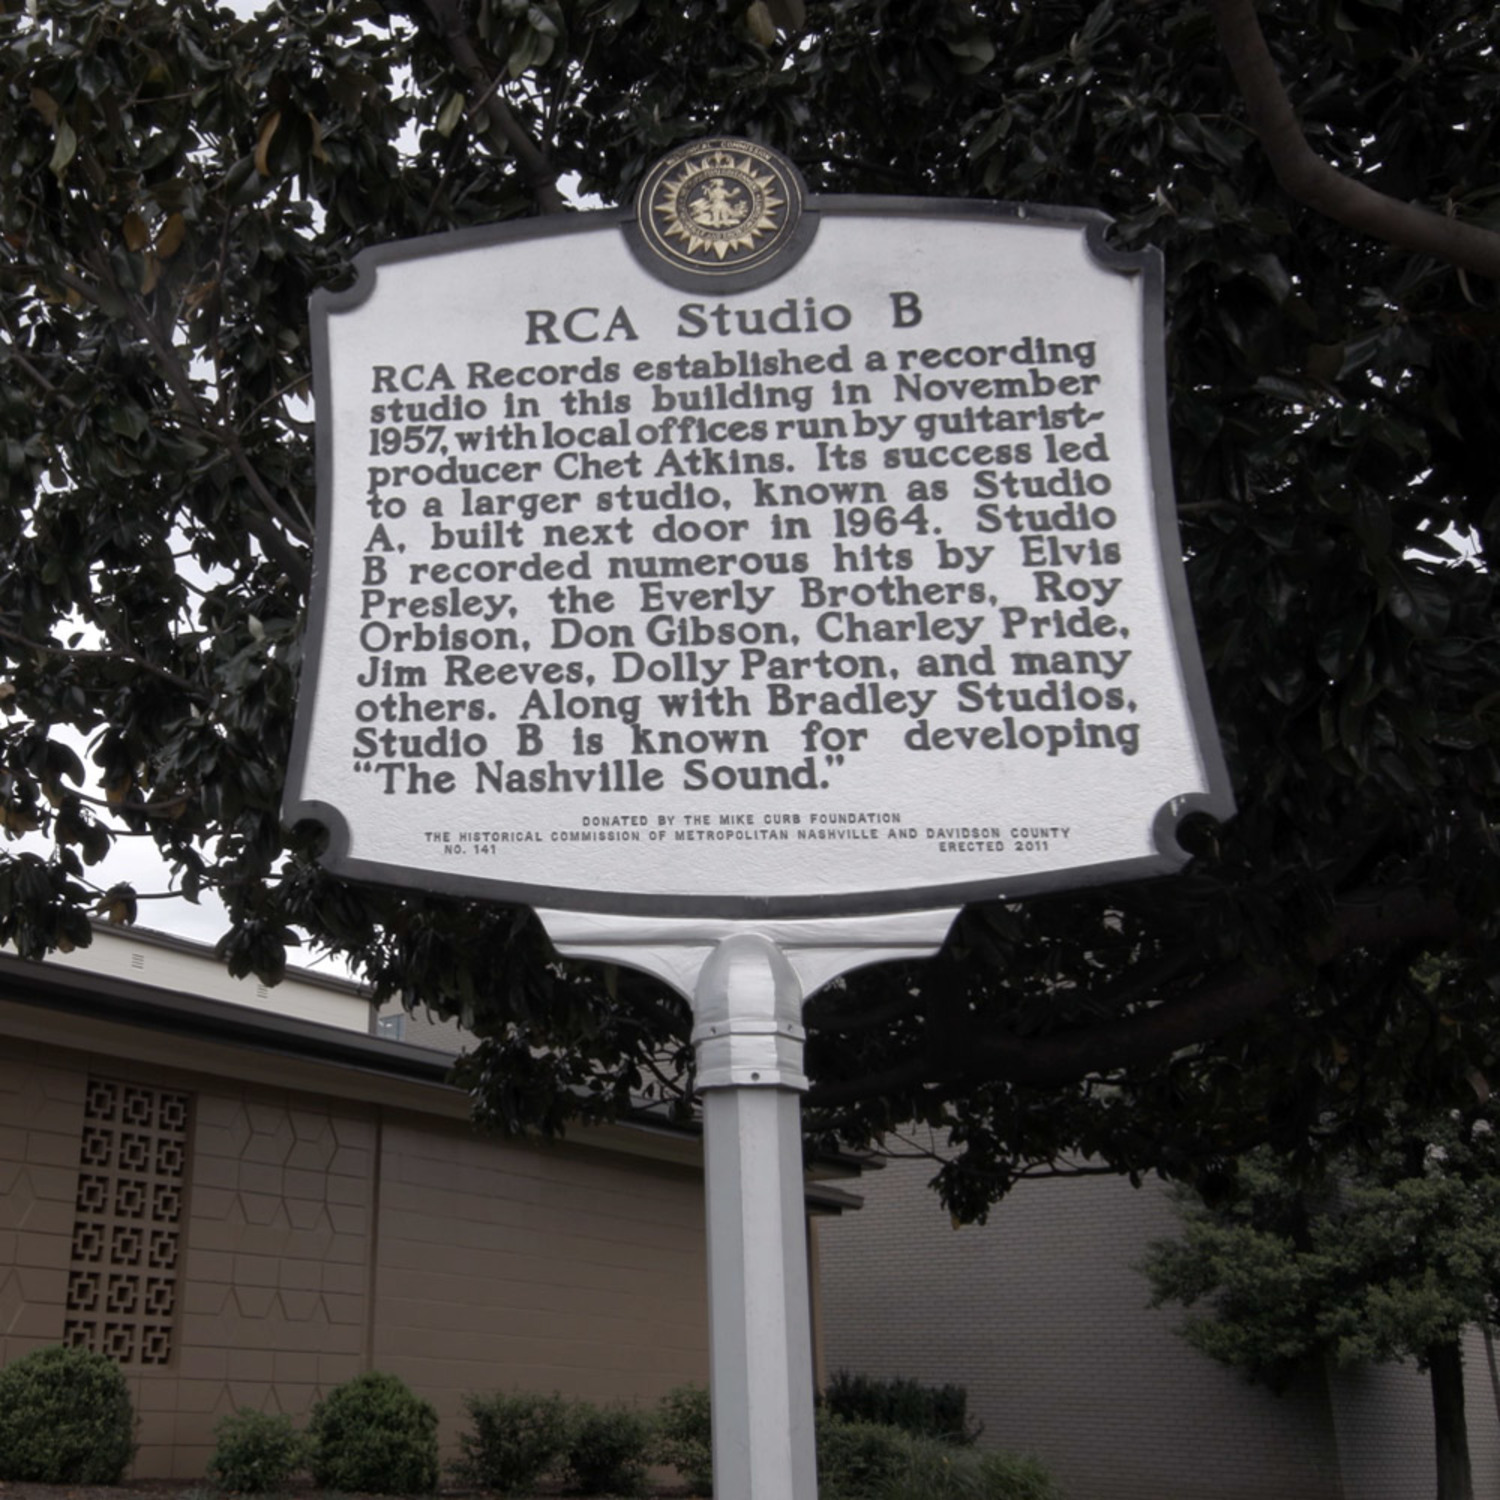 RCA Studio B
RCA Records established a recording
studio in this building in November
1957, with local offices run by guitarist-
producer Chet Atkins. Its success led
to a larger studio, known as Studio
A, built next door in 1964. Studio
B recorded numerous hits by Elvis
Presley, the Everly Brothers, Roy
Orbison, Don Gibson, Charley Pride,
Jim Reeves, Dolly Parton, and many
others. Along with Bradley Studios,
Studio B is known for developing
“The Nashville Sound.”
DONATED BY THE MIKE CURB FOUNDATION
THE HISTORICAL COMMISSION OF METROPOLITAN NASHVILLE AND DAVIDSON COUNTY
NO. 141 ERECTED 2011